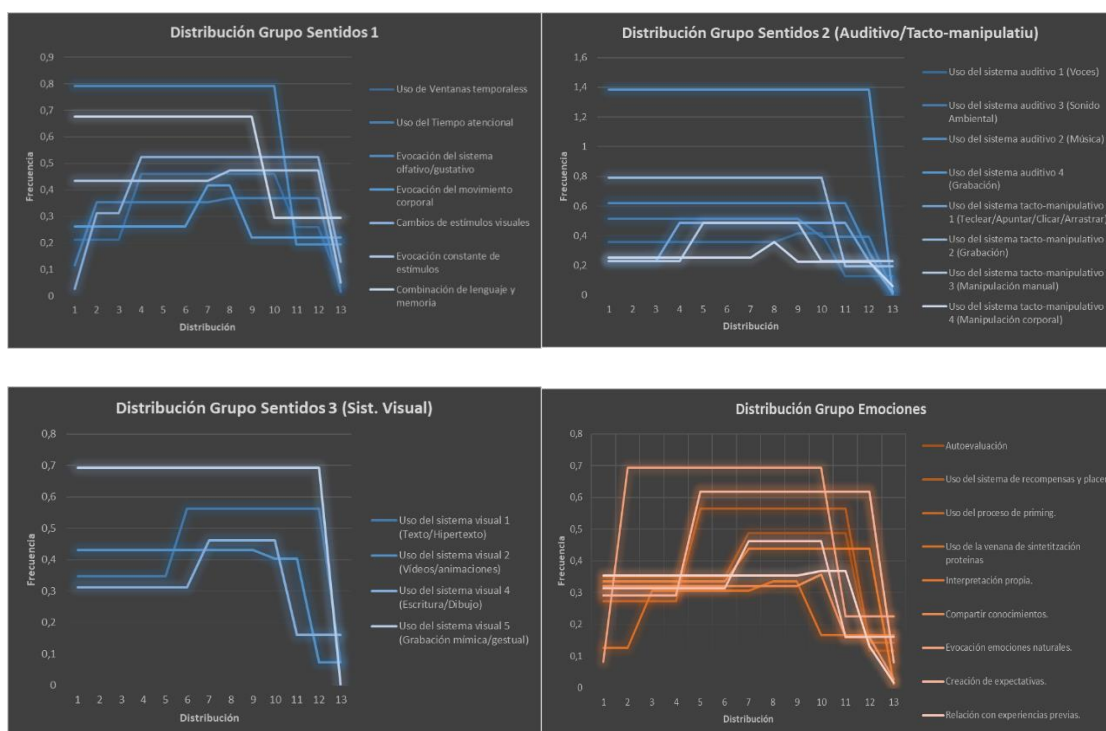 Distribución Grupo Sentidos 1
0,9
0,8
0,7
0,6
0,5
0,4
0,3
0,2
0,1
0
Frecuencia
1 2 3 4 5 6 7 8 9 10 11 12 13
Distribución
Uso de Ventanas temporaless
Uso del Tiempo atencional
Evocación del sistema
olfativo/gustativo
Evocación del movimiento
corporal
Cambios de estímulos visuales
Evocación constante de
estímulos
Combinación de lenguaje y
memoria
Distribución Grupo Sentidos 2 (Auditivo/Tacto-manipulatiu)
1,6
1,4
1,2
1
0,8
0,6
0,4
0,2
0
Frecuencia
1 2 3 4 5 6 7 8 9 10 11 12 13
Distribución
Uso del sistema auditivo 1 (Voces)
Uso del sistema auditivo 3 (Sonido
Ambiental)
Uso del sistema auditivo 2 (Música)
Uso del sistema auditivo 4
(Grabación)
Uso del sistema tacto-manipulativo
1 (Teclear/Apuntar/Clicar/Arrastrar)
Uso del sistema tacto-manipulativo
2 (Grabación)
Uso del sistema tacto-manipulativo
3 (Manipulación manual)
Uso del sistema tacto-manipulativo
4 (Manipulación corporal)
Distribución Grupo Sentidos 3 (Sist. Visual)
0,8
0,7
0,6
0,5
0,4
0,3
0,2
0,1
0
Frecuencia
1 2 3 4 5 6 7 8 9 10 11 12 13
Distribución
Uso del sistema visual 1
(Texto/Hipertexto)
Uso del sistema visual 2
(Vídeos/animaciones)
Uso del sistema visual 4
(Escritura/Dibujo)
Uso del sistema visual 5
(Grabación mímica/gestual)
Distribución Grupo Emociones
0,8
0,7
0,6
0,5
0,4
0,3
0,2
0,1
0
Frecuencia
1 2 3 4 5 6 7 8 9 10 11 12 13
Distribución
Autoevaluación
Uso del sistema de recompensas y placer
Uso del proceso de priming.
Uso de la venana de sintetitzación
proteínas
Interpretación propia.
Compartir conocimientos.
Evocación emociones naturales.
Creación de expectativas.
Relación con experiencias previas.